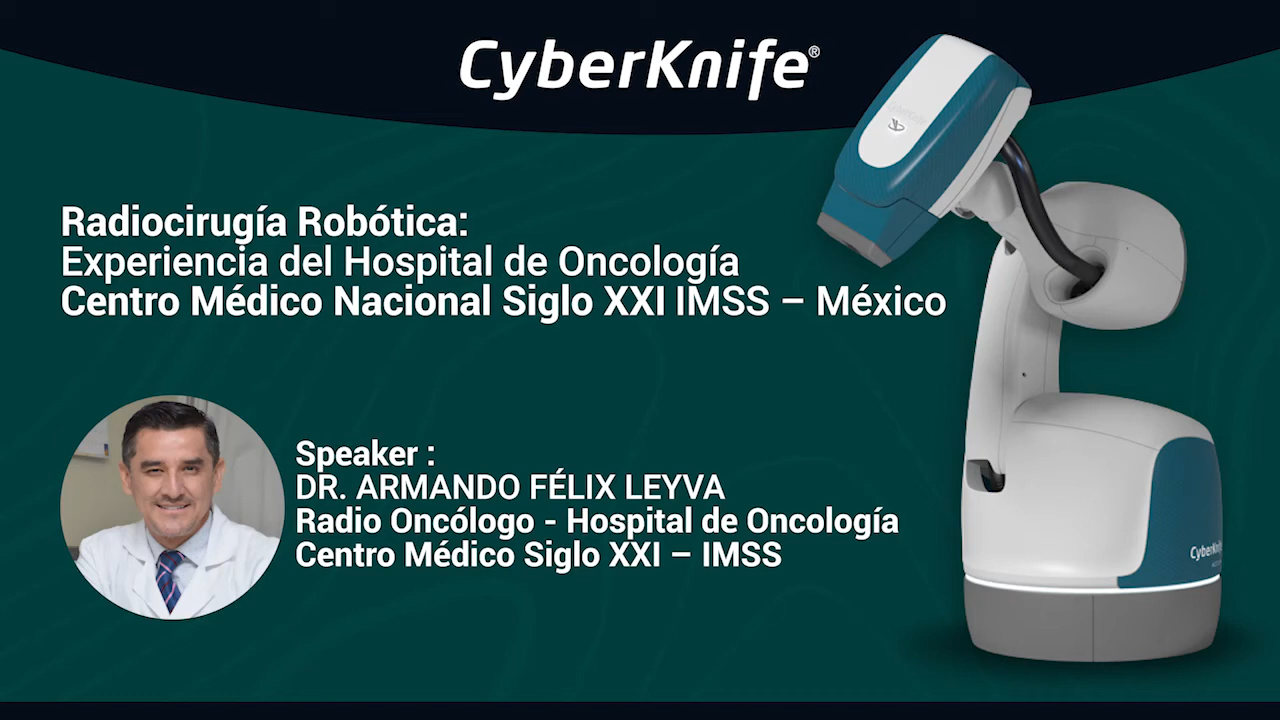 CyberKnife®
Radiocirugía Robótica:
Experiencia del Hospital de Oncología
Centro Médico Nacional Siglo XXI IMSS – México
Speaker :
DR. ARMANDO FÉLIX LEYVA
Radio Oncólogo - Hospital de Oncología
Centro Médico Siglo XXI – IMSS
CyberKnife